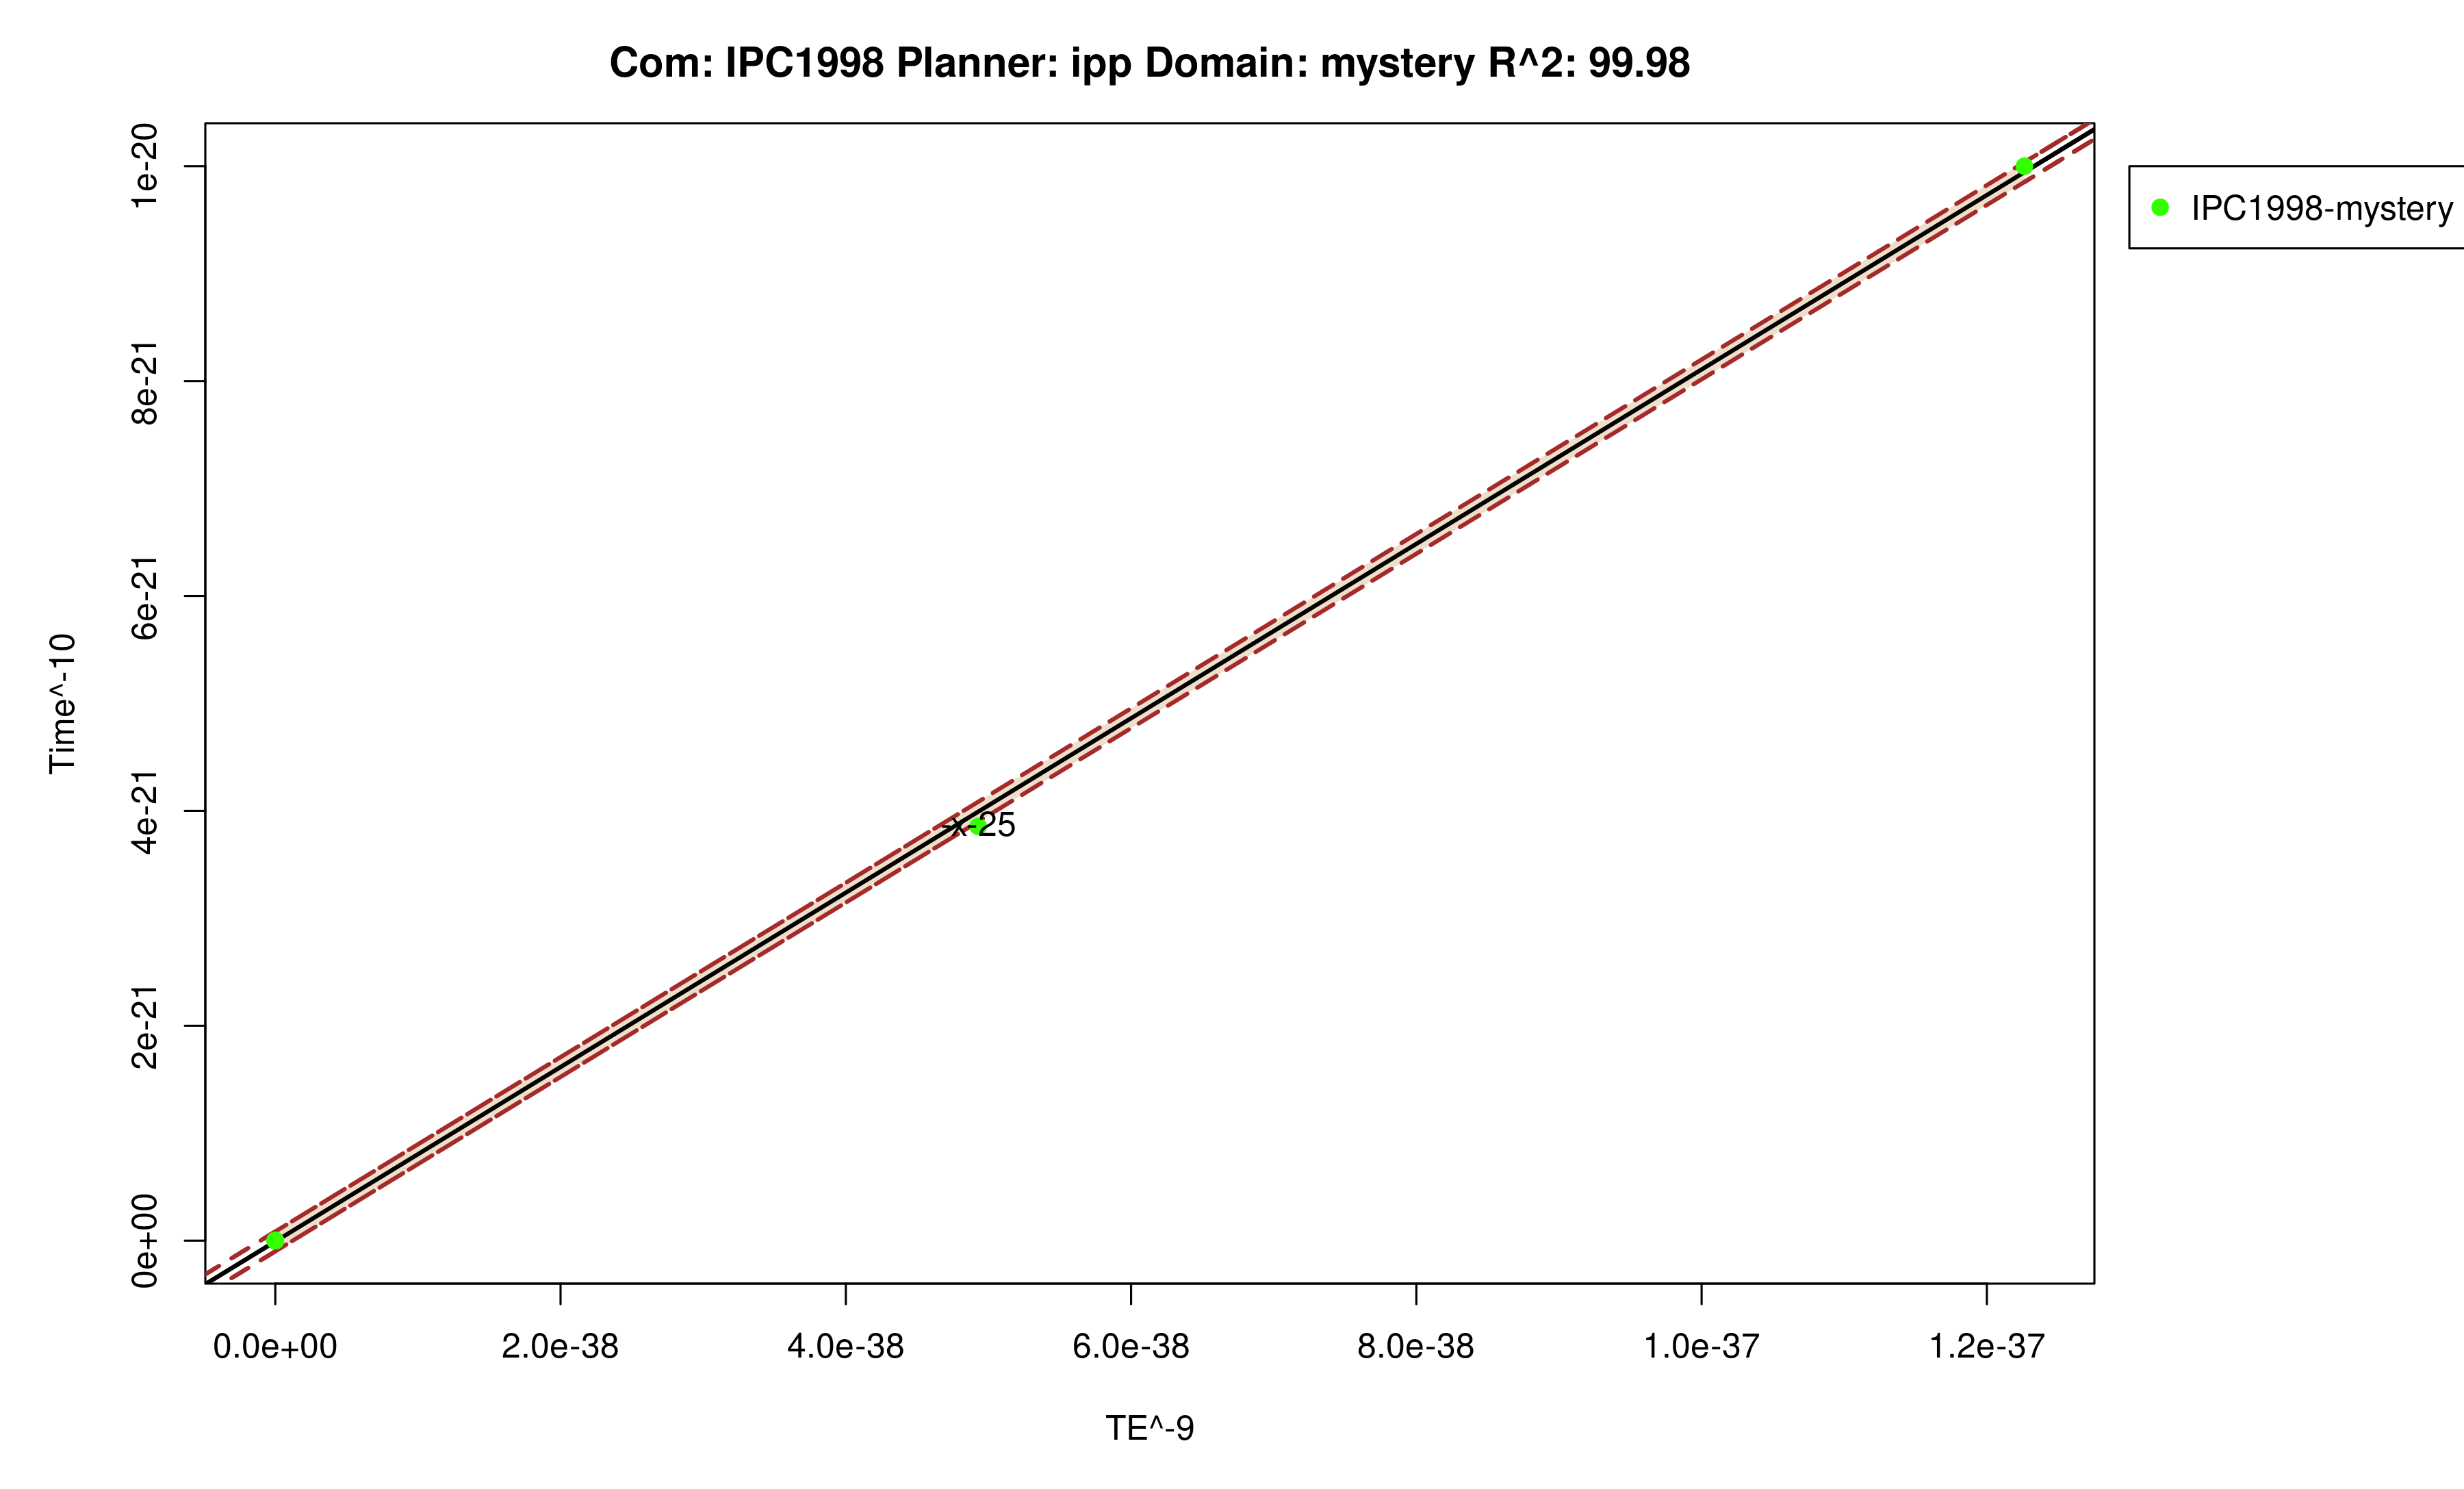 Com: IPC1998 Planner: ipp Domain: mystery R^2: 99.98
1e-20
8e-21
6e-21
4e-21
2e-21
0e+00
Time^-10
-x-25
IPC1998-mystery
0.0e+00 2.0e-38 4.0e-38 6.0e-38 8.0e-38 1.0e-37 1.2e-37
TE^-9